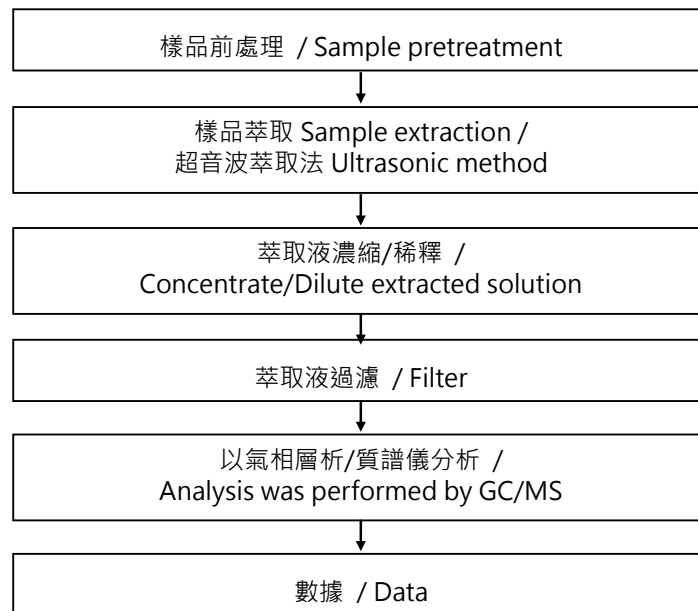 樣品前處理 / Sample pretreatment
樣品萃取 Sample extraction /
超音波萃取法 Ultrasonic method
萃取液濃縮/稀釋 /
Concentrate/Dilute extracted solution
萃取液過濾 / Filter
以氣相層析/質譜儀分析 /
Analysis was performed by GC/MS
數據 / Data